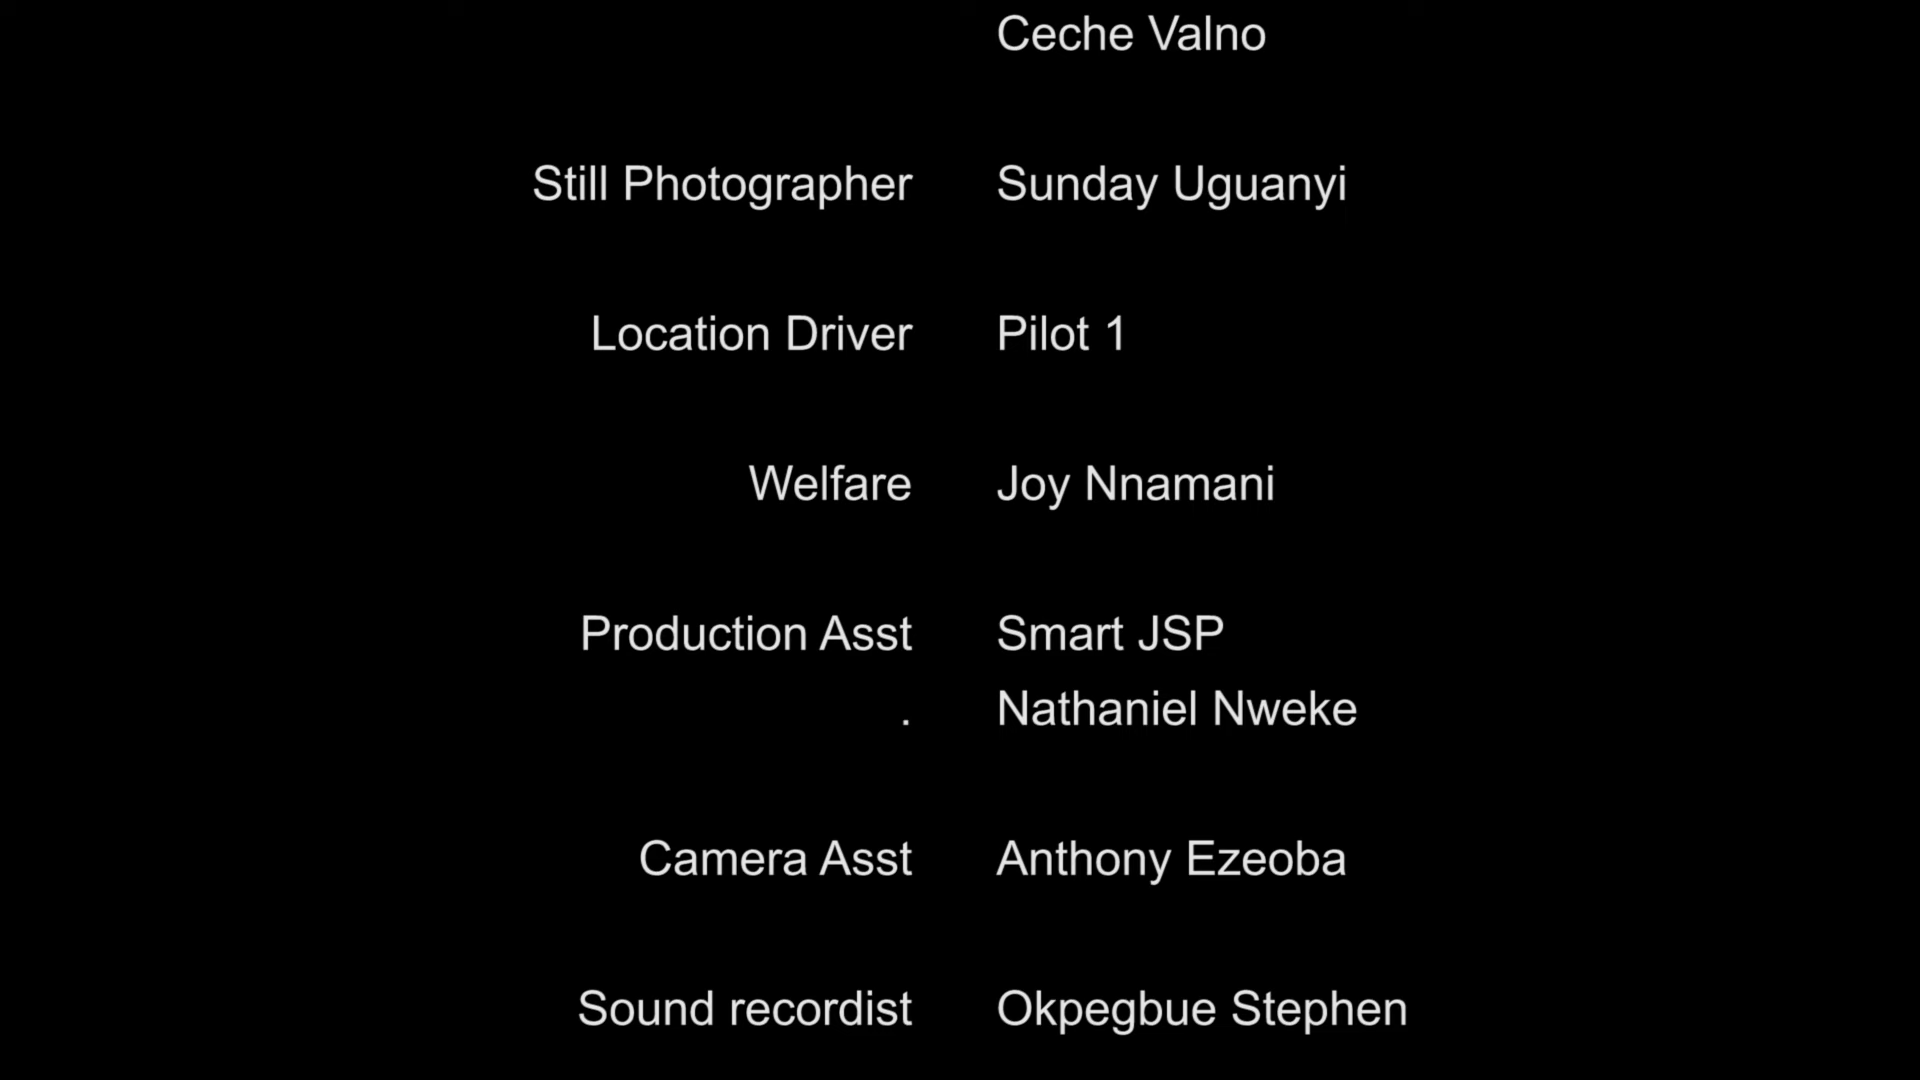 Ceche Valno
Still Photographer Sunday Uguanyi
Location Driver Pilot 1
Welfare Joy Nnamani
Production Asst Smart JSP
. Nathaniel Nweke
Camera Asst Anthony Ezeoba
Sound recordist Okpegbue Stephen